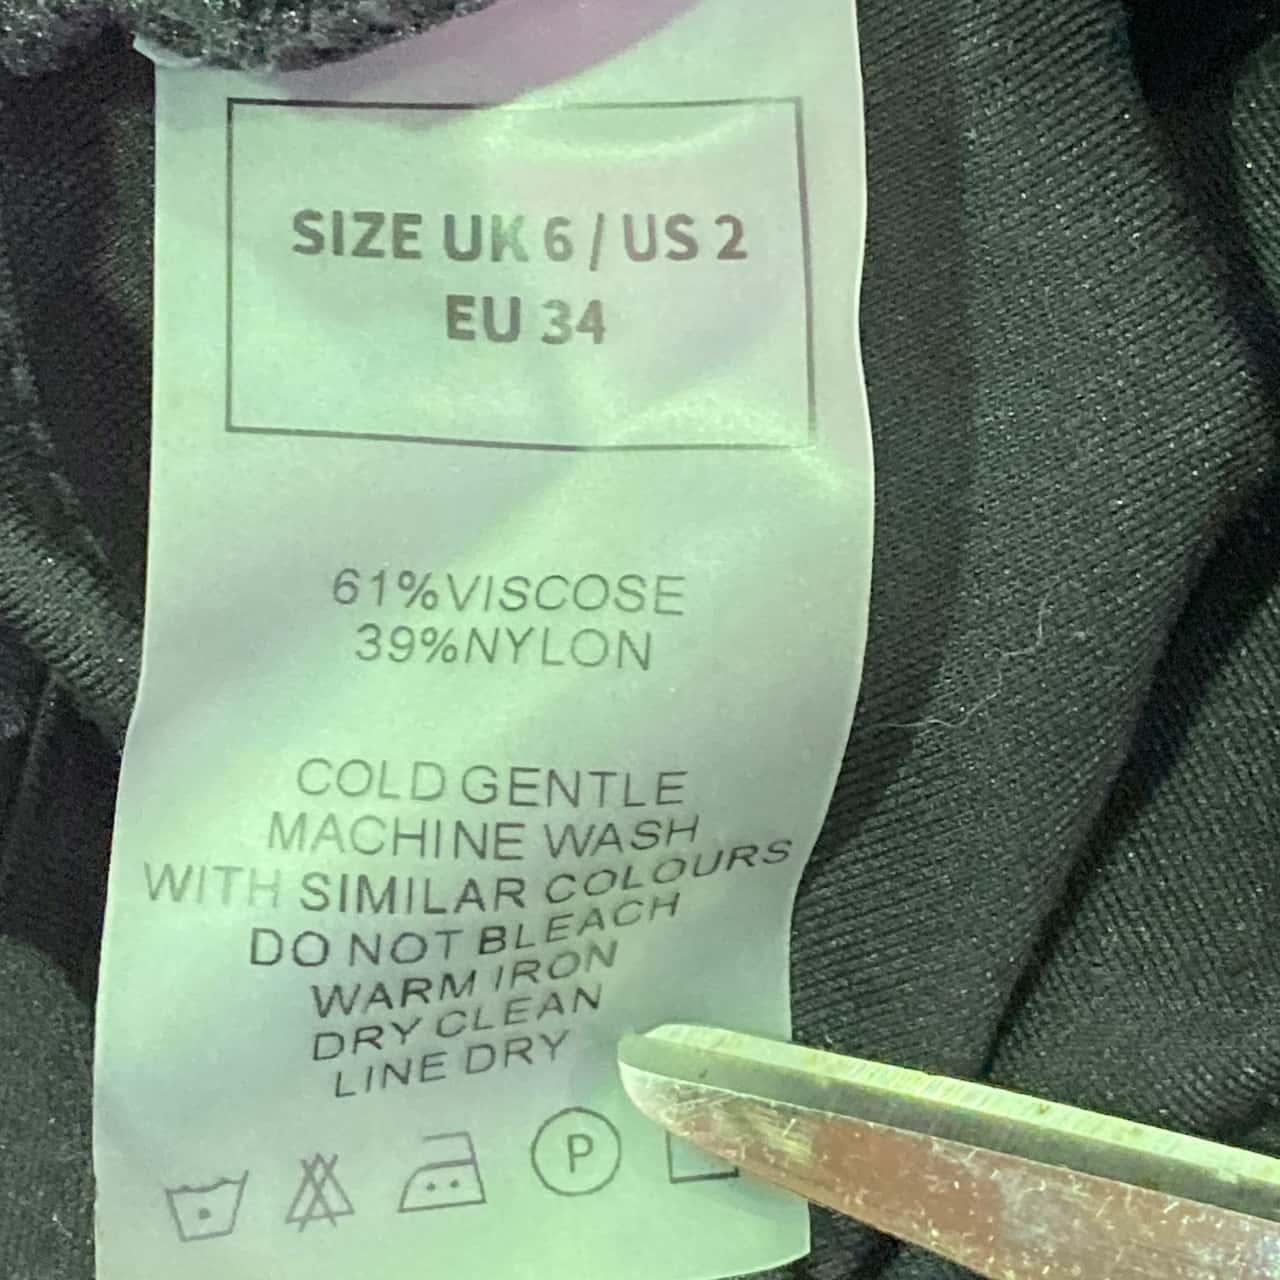 SIZE UK 6 / US 2
EU 34
61%VISCOSE
39%NYLON
COLD GENTLE
MACHINE WASH
WITH SIMILAR COLOURS
DO NOT BLEACH
WARM IRON
DRY CLEAN
LINE DRY
P